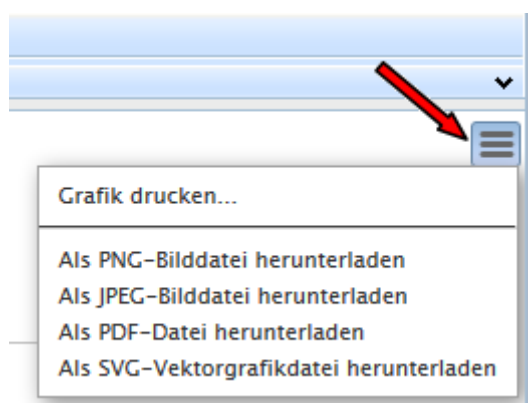 Grafik drucken...
Als PNG-Bilddatei herunterladen
Als JPEG-Bilddatei herunterladen
Als PDF-Datei herunterladen
Als SVG-Vektorgrafikdatei herunterladen